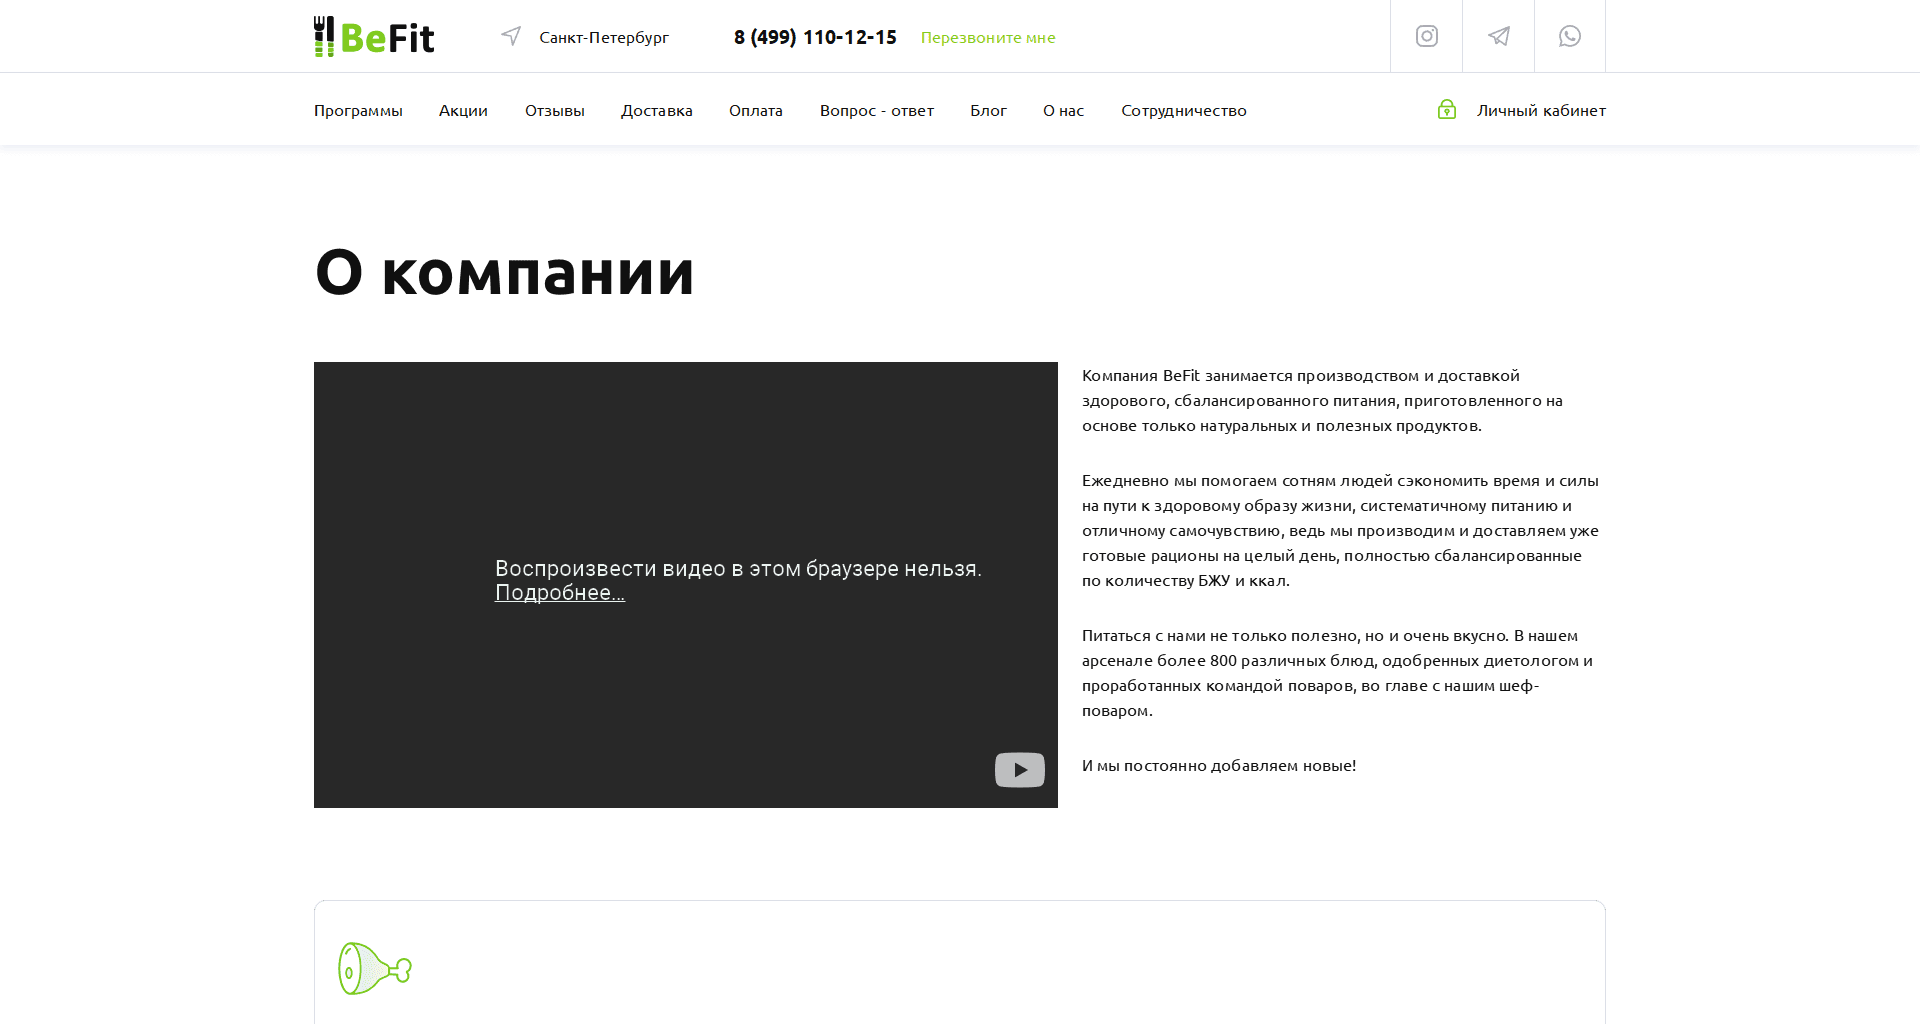 BeFit
Санкт-Петербург
8 (499) 110-12-15
Перезвоните мне
Программы
Акции
Отзывы
Доставка
Оплата
Вопрос - ответ
Блог
О нас
Сотрудничество
Личный кабинет
О компании
Воспроизвести видео в этом браузере нельзя.
Подробнее...
Компания BeFit занимается производством и доставкой
здорового, сбалансированного питания, приготовленного на
основе только натуральных и полезных продуктов.
Ежедневно мы помогаем сотням людей сэкономить время и силы
на пути к здоровому образу жизни, систематичному питанию и
отличному самочувствию, ведь мы производим и доставляем уже
готовые рационы на целый день, полностью сбалансированные
по количеству БЖУ и ккал.
Питаться с нами не только полезно, но и очень вкусно. В нашем
арсенале более 800 различных блюд, одобренных диетологом и
проработанных командой поваров, во главе с нашим шеф-
поваром.
И мы постоянно добавляем новые!